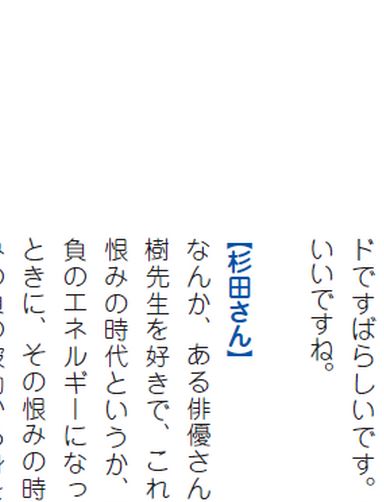 ドですばらしいです。
いいですね。
【杉田さん】
なんか、ある俳優さん
樹先生を好きで、これ
恨みの時代というか、
負のエネルギーになっ
ときに、その恨みの時